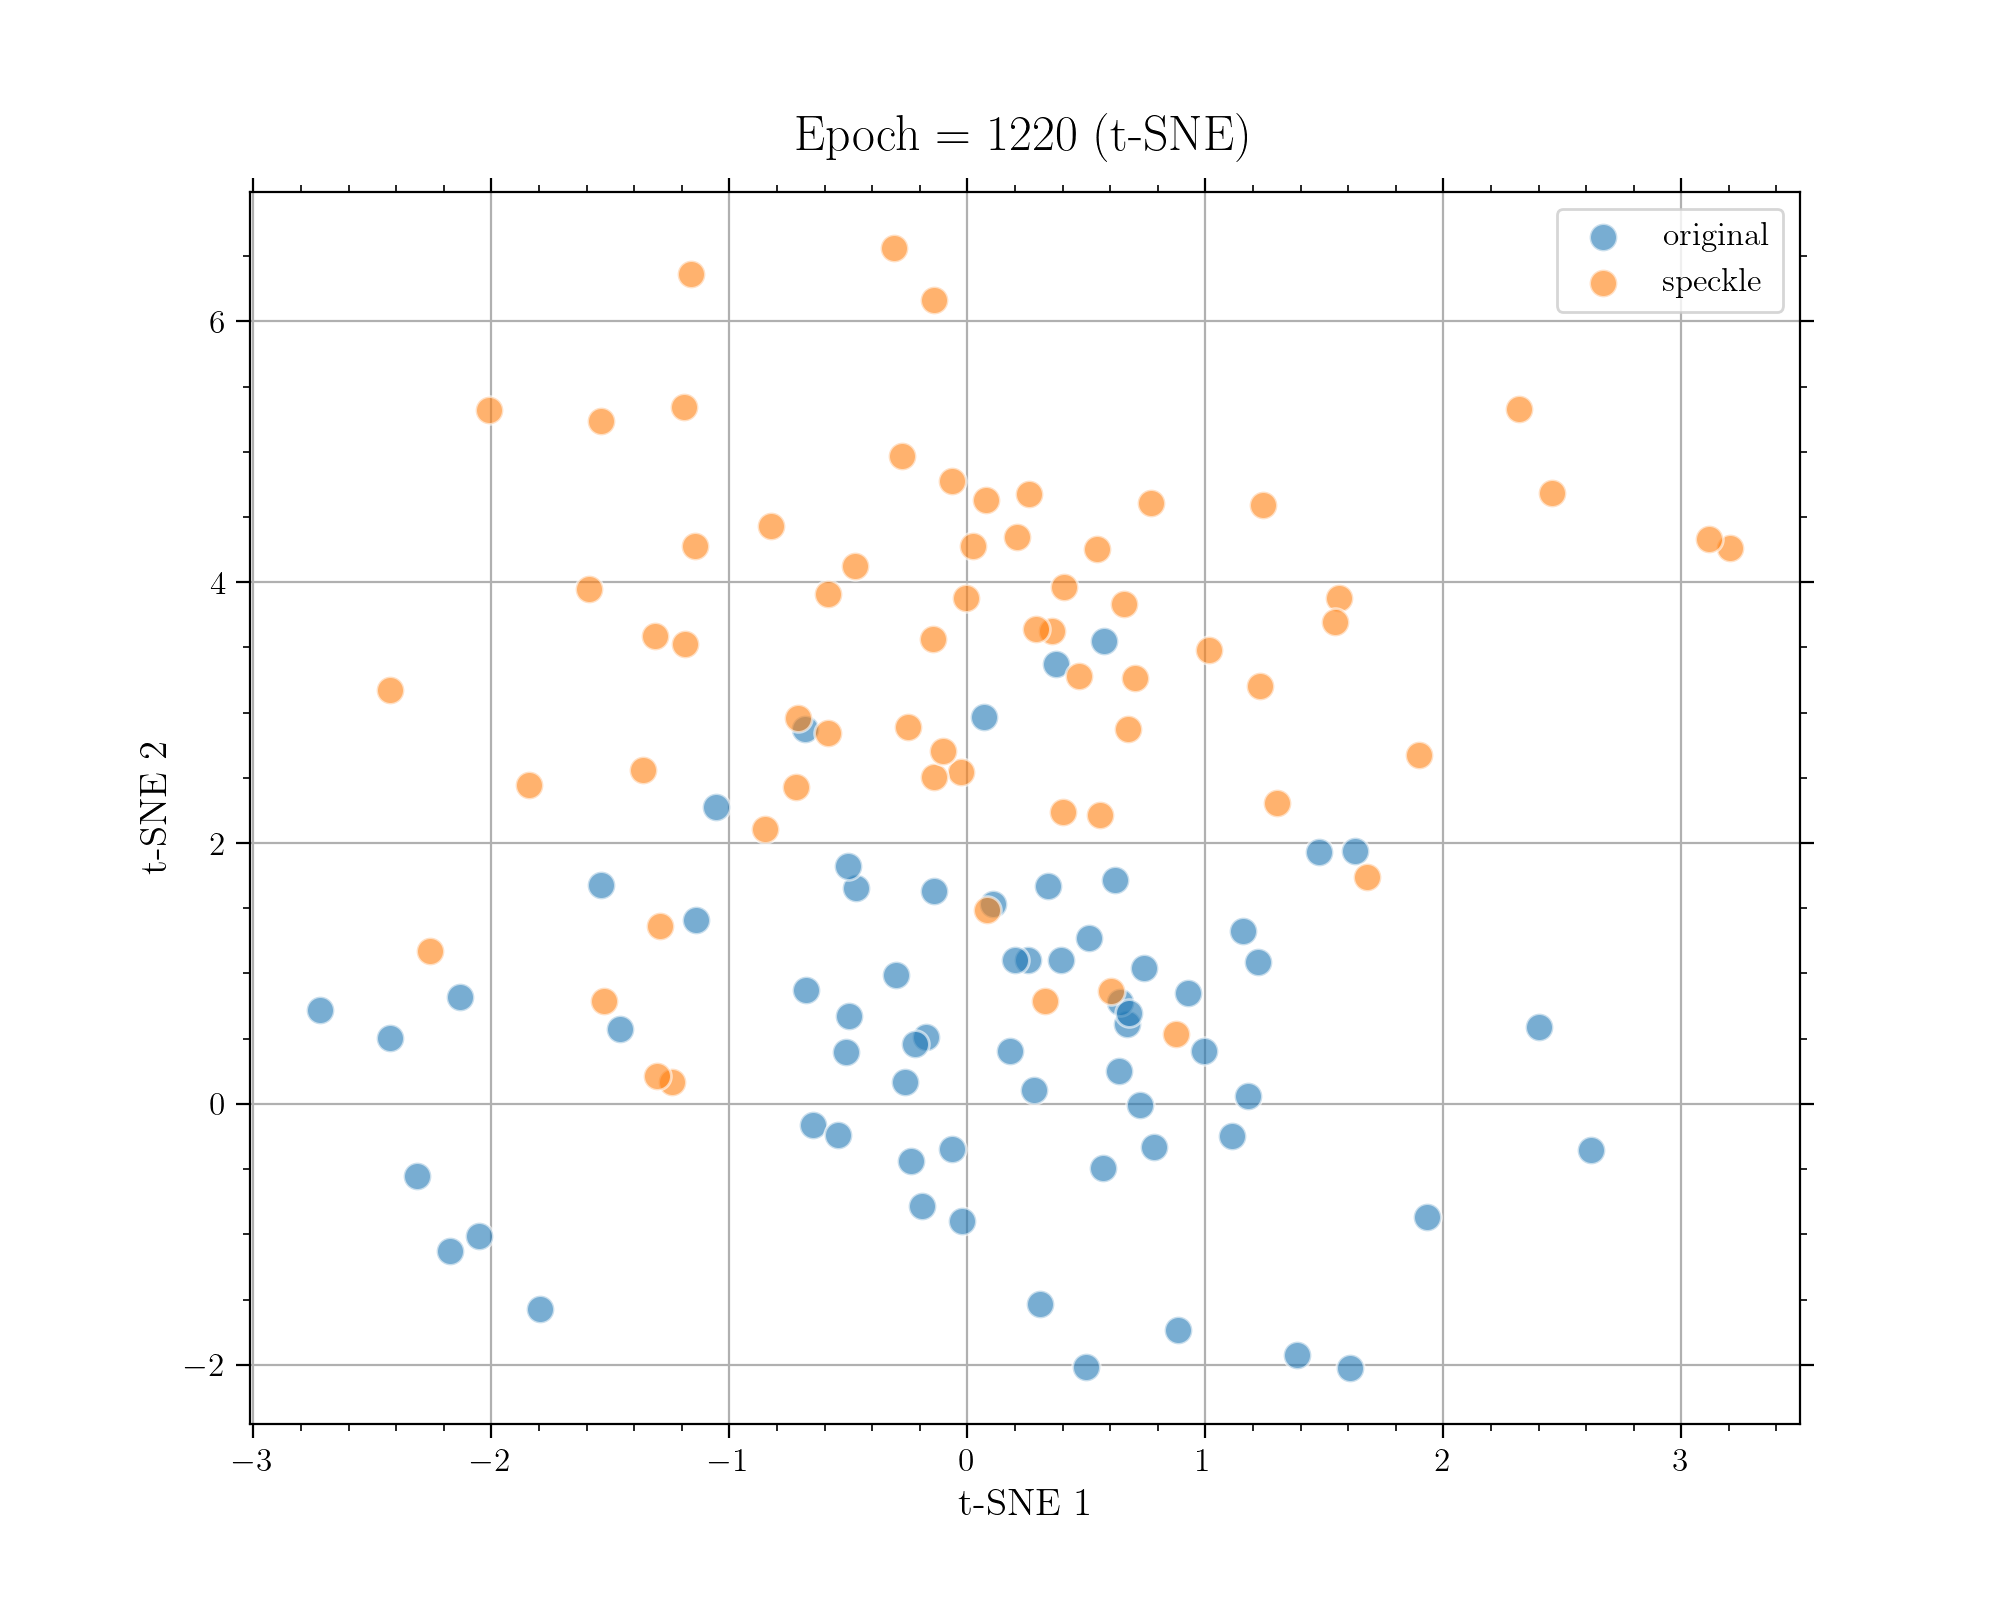 Epoch = 1220 (t-SNE)
original
speckle
6
4
2
0
−2
t-SNE 2
−3
−2
−1
0
1
2
3
t-SNE 1